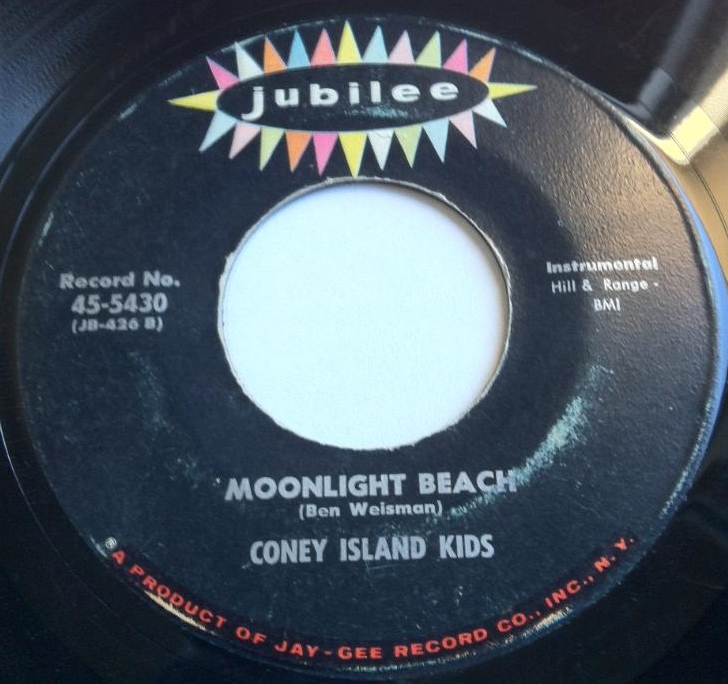 jubilee
Record No.
45-5430
(JB-426 B)
Instrumental
Hill & Range -
BMI
MOONLIGHT BEACH
(Ben Weisman)
CONEY ISLAND KIDS
® A PRODUCT OF JAY-GEE RECORD CO., INC., N. Y.